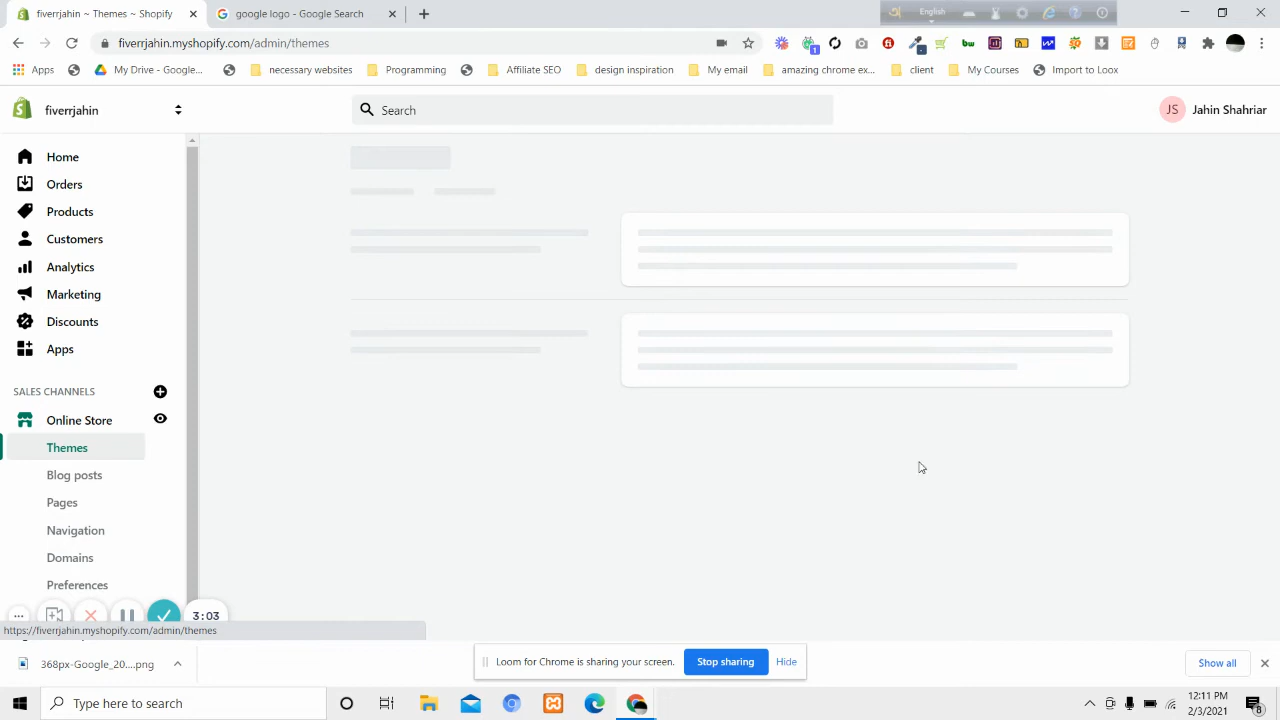 fiverrjahin ~ Themes ~ Shopify
google logo - Google Search
English
fiverrjahin.myshopify.com/admin/themes
Apps
My Drive - Google...
necessary websites
Programming
Affiliate SEO
design inspiration
My email
amazing chrome ex...
client
My Courses
Import to Loox
fiverrjahin
Search
JS
Jahin Shahriar
Home
Orders
Products
Customers
Analytics
Marketing
Discounts
Apps
SALES CHANNELS
Online Store
Themes
Blog posts
Pages
Navigation
Domains
Preferences
3:03
https://fiverrjahin.myshopify.com/admin/themes
368px-Google_20....png
Loom for Chrome is sharing your screen.
Stop sharing
Hide
Show all
Type here to search
12:11 PM
2/3/2021
8